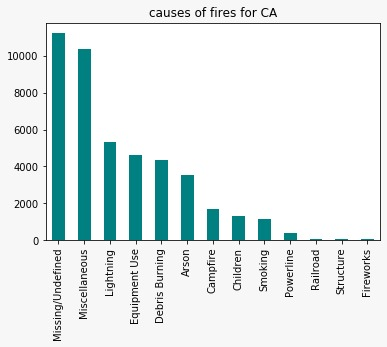 causes of fires for CA
10000
8000
6000
4000
2000
0
Missing/Undefined
Miscellaneous
Lightning
Equipment Use
Debris Burning
Arson
Campfire
Children
Smoking
Powerline
Railroad
Structure
Fireworks